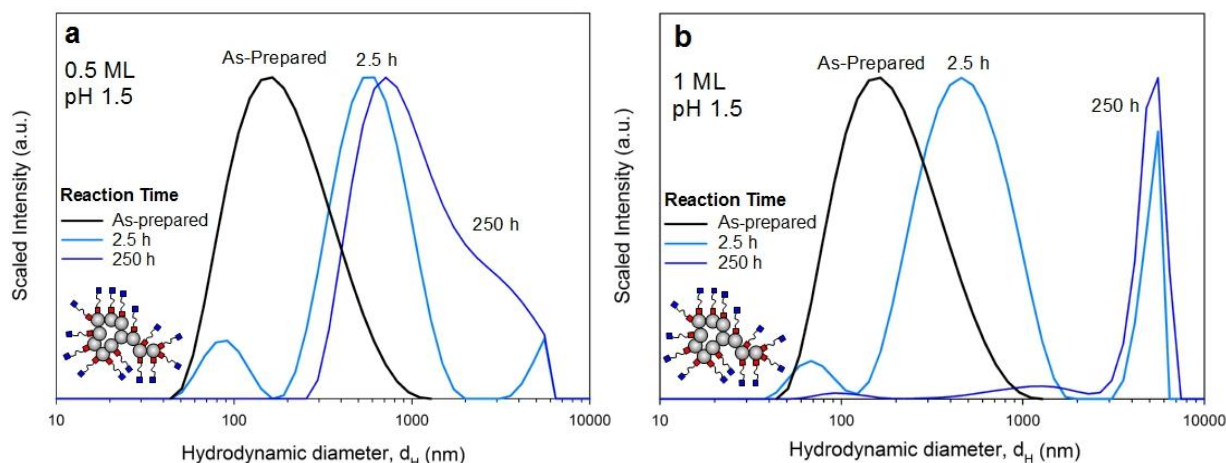 a
0.5 ML
pH 1.5
As-Prepared
2.5 h
250 h
Reaction Time
As-prepared
2.5 h
250 h
Scaled Intensity (a.u.)
10
100
1000
10000
Hydrodynamic diameter, d_H (nm)
b
1 ML
pH 1.5
As-Prepared
2.5 h
250 h
Reaction Time
As-prepared
2.5 h
250 h
Scaled Intensity (a.u.)
10
100
1000
10000
Hydrodynamic diameter, d_H (nm)